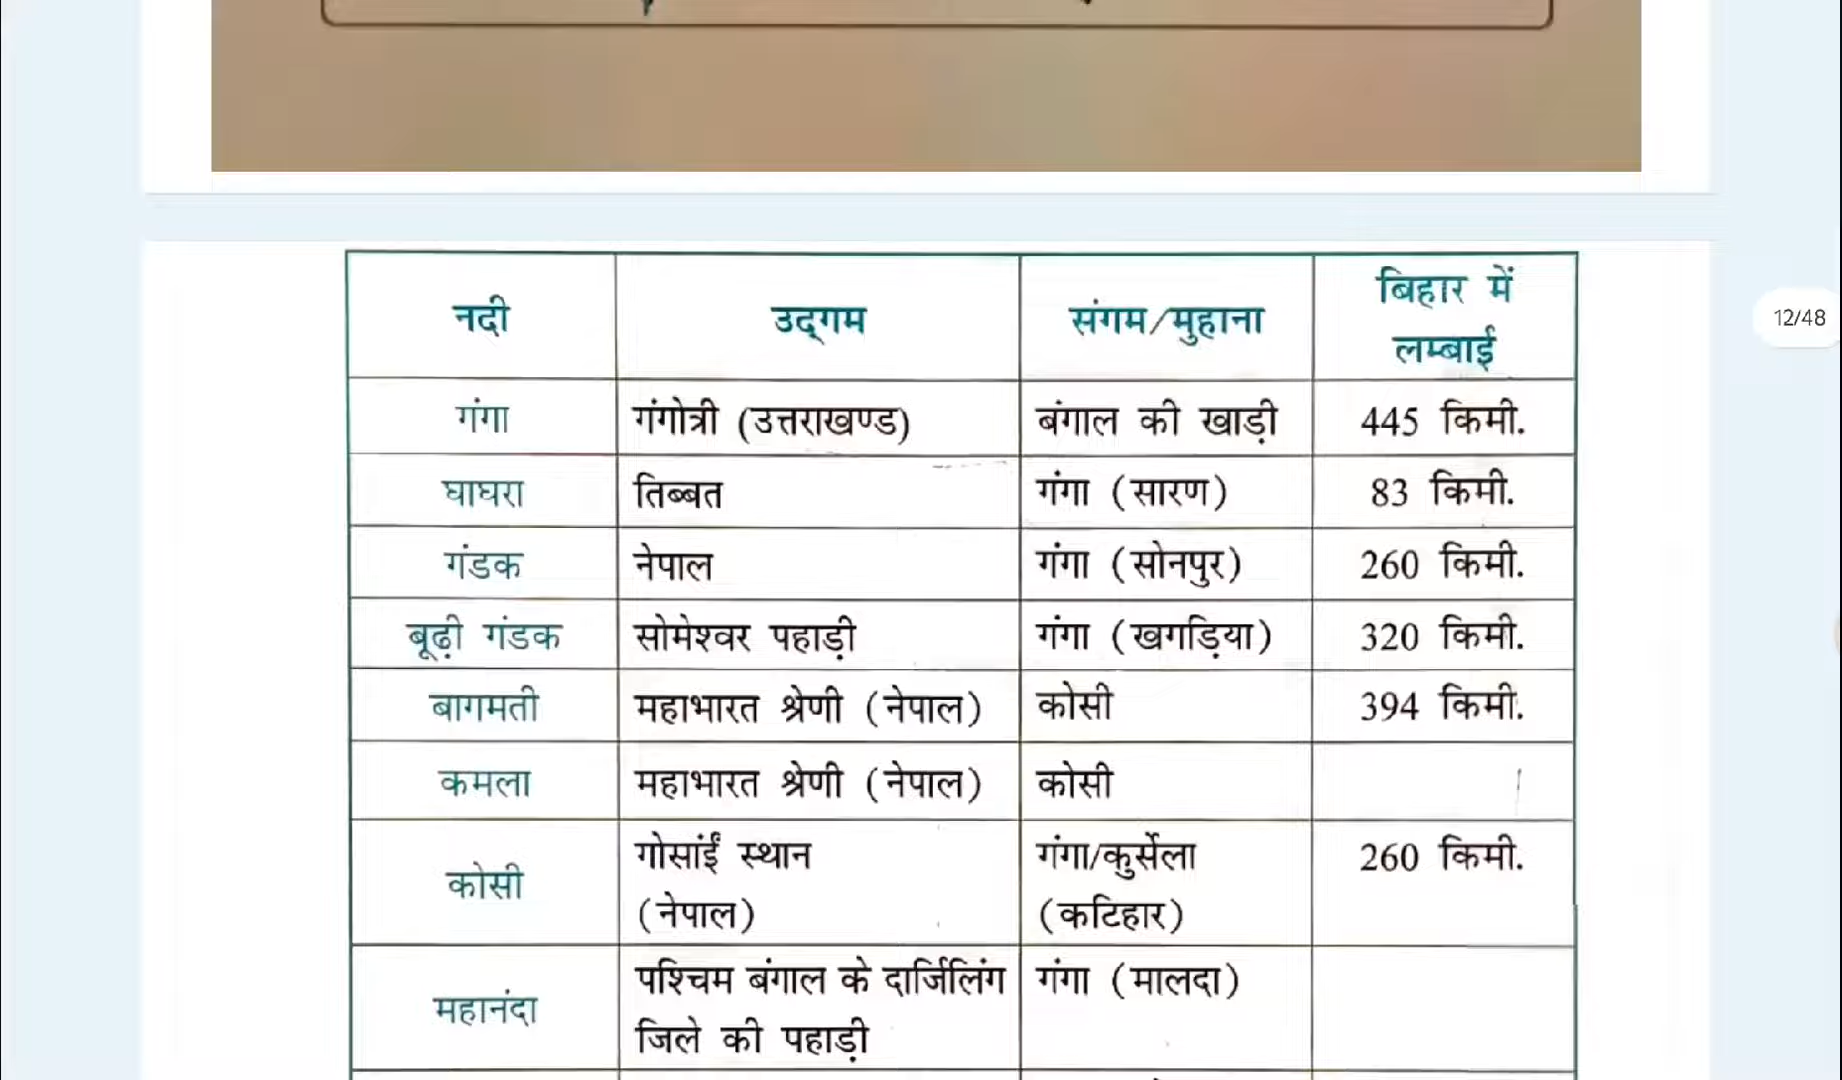 नदी उद्‌गम संगम/मुहाना बिहार में लम्बाई
गंगा गंगोत्री (उत्तराखण्ड) बंगाल की खाड़ी 445 किमी.
घाघरा तिब्बत गंगा (सारण) 83 किमी.
गंडक नेपाल गंगा (सोनपुर) 260 किमी.
बूढ़ी गंडक सोमेश्वर पहाड़ी गंगा (खगड़िया) 320 किमी.
बागमती महाभारत श्रेणी (नेपाल) कोसी 394 किमी.
कमला महाभारत श्रेणी (नेपाल) कोसी
कोसी गोसांईं स्थान (नेपाल) गंगा/कुर्सेला (कटिहार) 260 किमी.
महानंदा पश्चिम बंगाल के दार्जिलिंग जिले की पहाड़ी गंगा (मालदा)
12/48